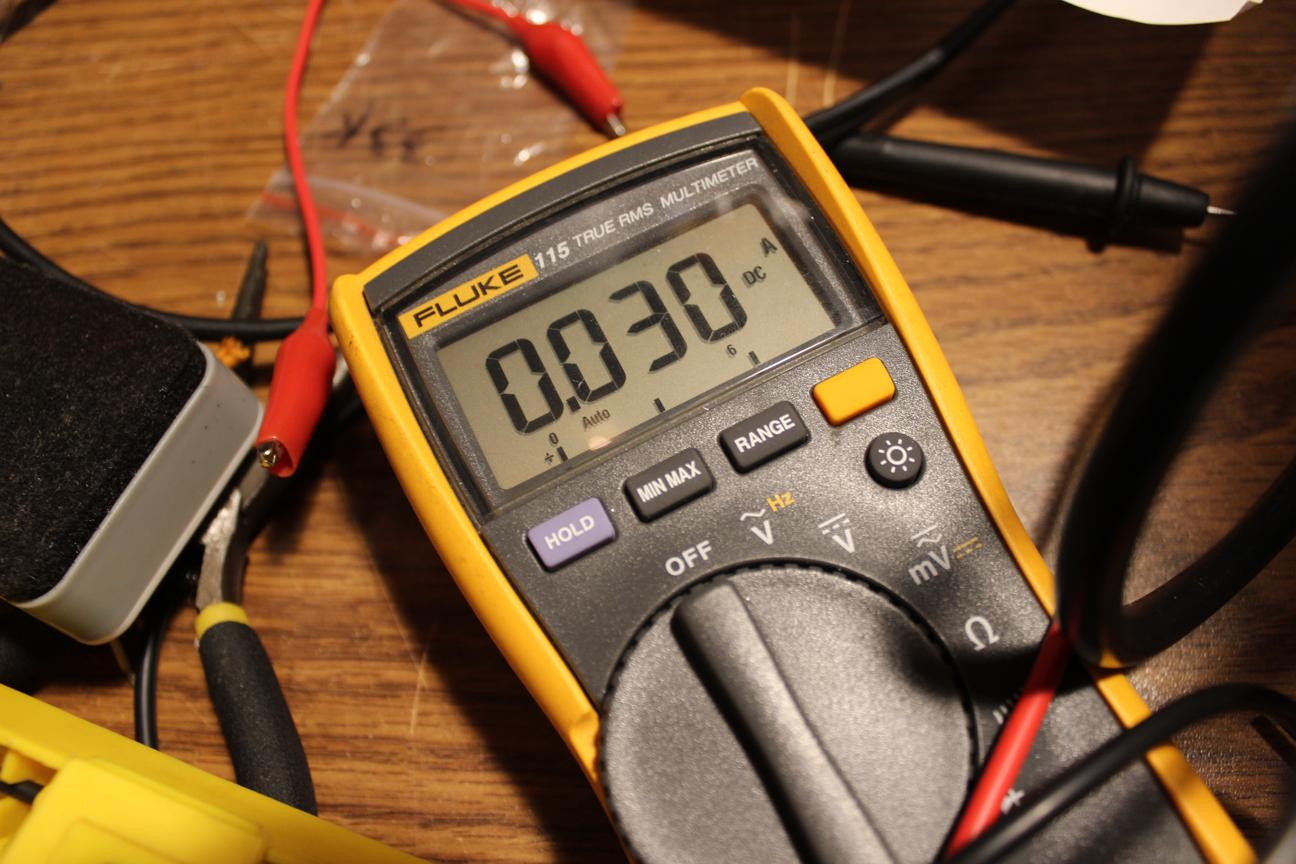 FLUKE 115 TRUE RMS MULTIMETER
0.030 A DC
0 Auto 6
HOLD MIN MAX RANGE
OFF Ṽ Hz V mV Ω